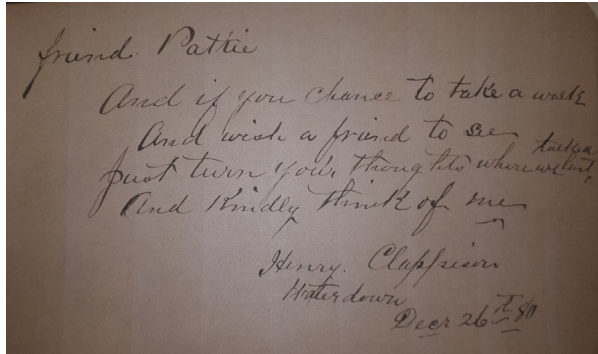 friend Pattie
And if you chance to take a walk
And wish a friend to see
Just turn your thoughts where we last talked
And Kindly think of me
Henry. Clappison
Waterdown
Decr 26th 80